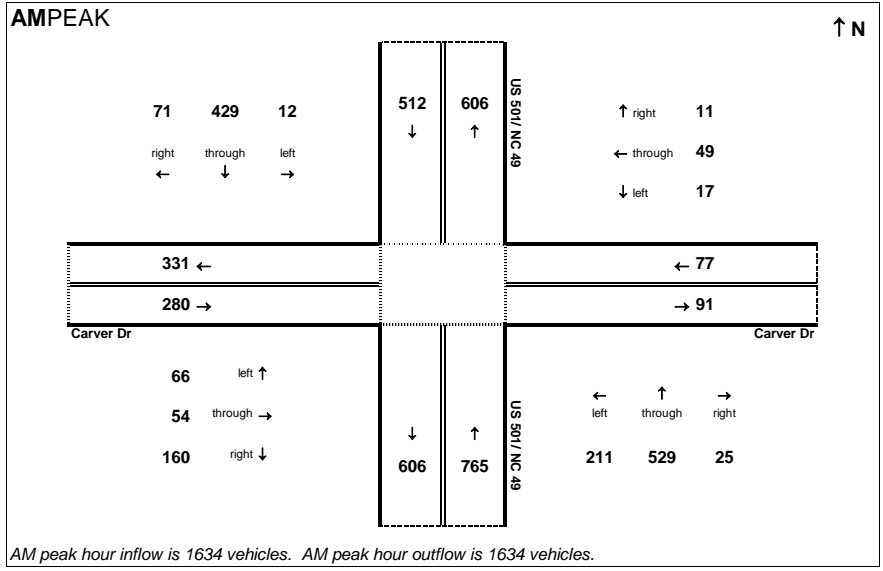 AMPEAK
↑ N
71 429 12
right through left
← ↓ →
512 606
↓ ↑
US 501/ NC 49
↑ right 11
← through 49
↓ left 17
331 ←
280 →
Carver Dr
← 77
→ 91
Carver Dr
66 left ↑
54 through →
160 right ↓
↓ ↑
606 765
US 501/ NC 49
← ↑ →
left through right
211 529 25
AM peak hour inflow is 1634 vehicles. AM peak hour outflow is 1634 vehicles.